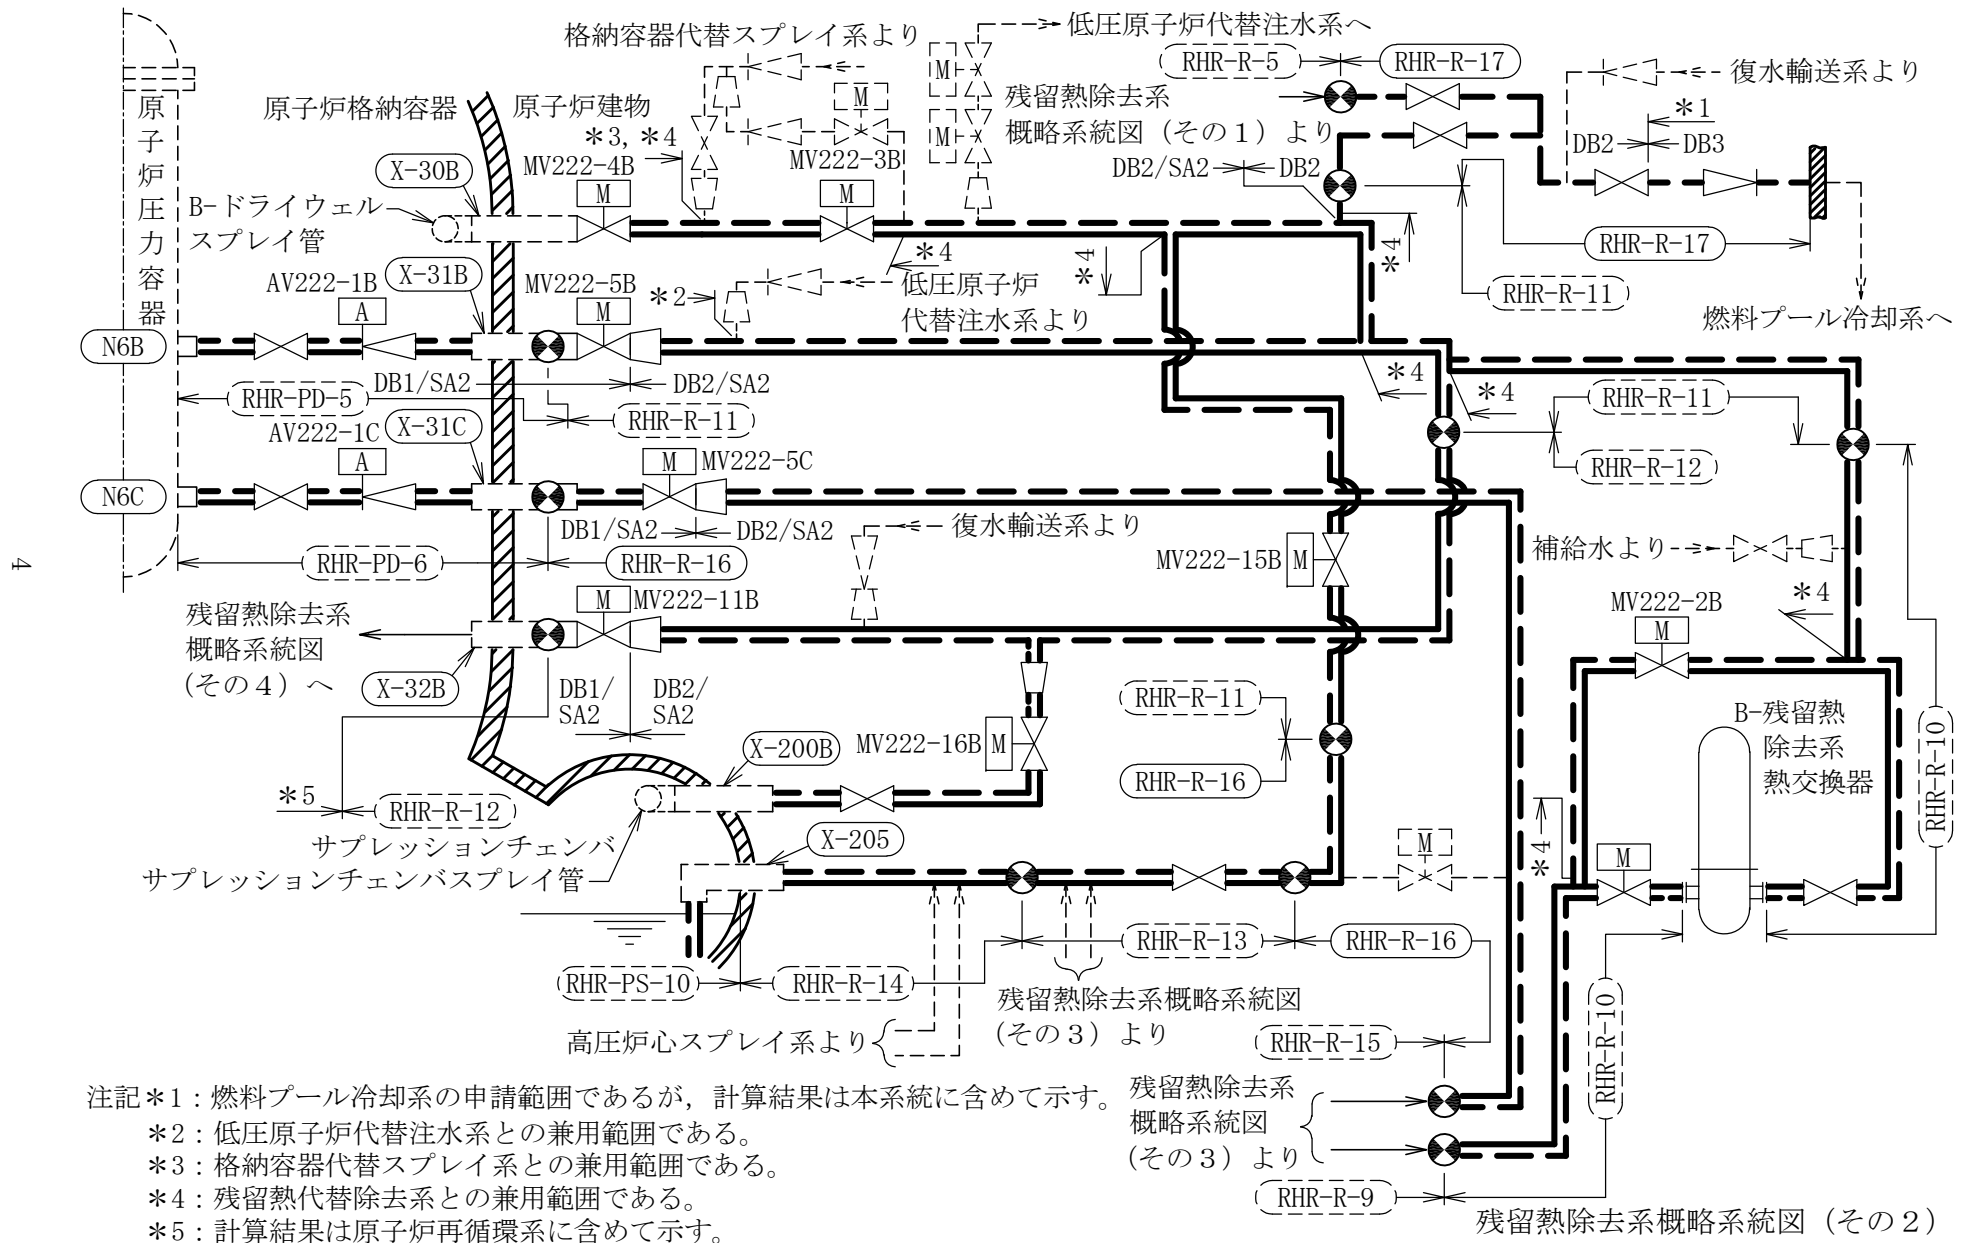 格納容器代替スプレイ系より
低圧原子炉代替注水系へ
RHR-R-5
RHR-R-17
復水輸送系より
残留熱除去系
概略系統図（その１）より
＊1
DB2
DB3
原子炉圧力容器
原子炉格納容器
原子炉建物
＊3, ＊4
MV222-4B
MV222-3B
M
M
M
M
M
DB2/SA2
DB2
X-30B
B-ドライウェル
スプレイ管
RHR-R-17
＊4
＊4
＊4
RHR-R-11
燃料プール冷却系へ
AV222-1B
A
X-31B
MV222-5B
M
＊2
低圧原子炉
代替注水系より
N6B
DB1/SA2
DB2/SA2
＊4
＊4
RHR-PD-5
RHR-R-11
RHR-R-11
RHR-R-12
AV222-1C
A
X-31C
M
MV222-5C
N6C
DB1/SA2
DB2/SA2
復水輸送系より
補給水より
MV222-15B
M
RHR-PD-6
RHR-R-16
4
残留熱除去系
概略系統図
（その４）へ
M
MV222-11B
X-32B
DB1/
SA2
DB2/
SA2
＊4
MV222-2B
M
RHR-R-11
RHR-R-16
B-残留熱
除去系
熱交換器
RHR-R-10
X-200B
MV222-16B
M
＊5
RHR-R-12
サプレッションチェンバ
サプレッションチェンバスプレイ管
X-205
M
＊4
M
RHR-R-13
RHR-R-16
RHR-PS-10
RHR-R-14
残留熱除去系概略系統図
（その３）より
高圧炉心スプレイ系より
RHR-R-15
RHR-R-10
残留熱除去系
概略系統図
（その３）より
RHR-R-9
注記＊1：燃料プール冷却系の申請範囲であるが，計算結果は本系統に含めて示す。
＊2：低圧原子炉代替注水系との兼用範囲である。
＊3：格納容器代替スプレイ系との兼用範囲である。
＊4：残留熱代替除去系との兼用範囲である。
＊5：計算結果は原子炉再循環系に含めて示す。
残留熱除去系概略系統図（その２）